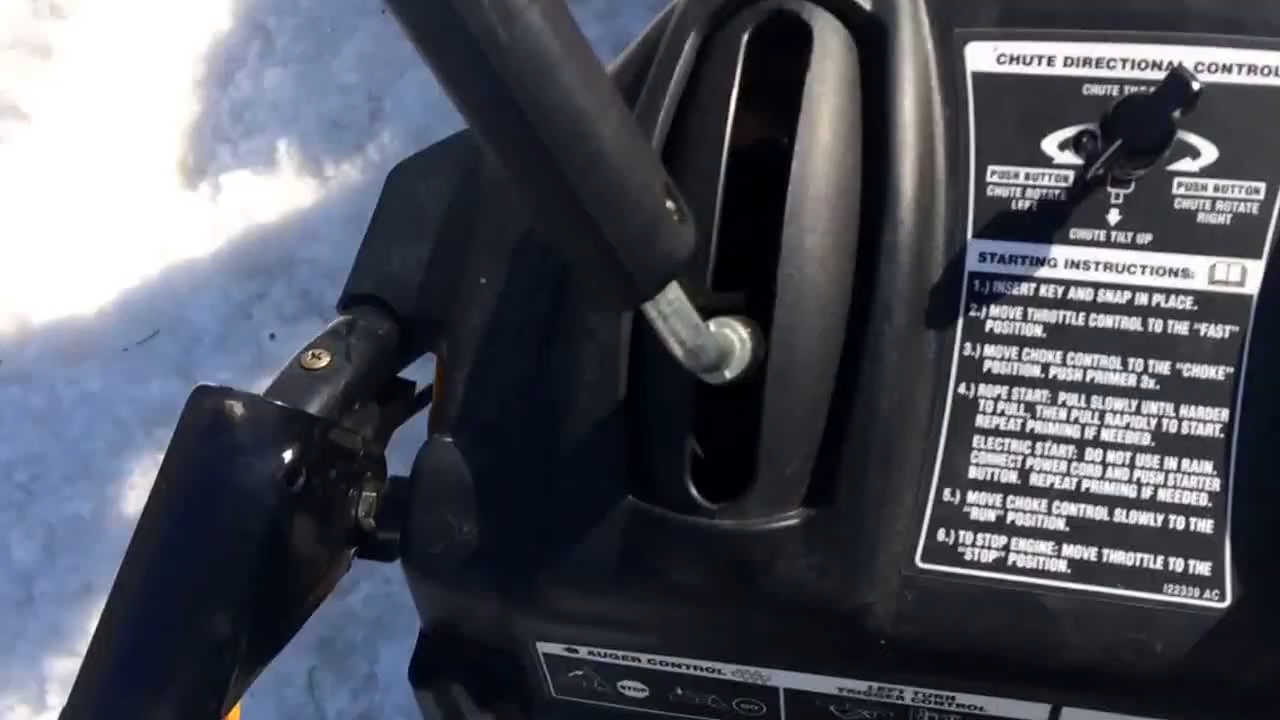 CHUTE DIRECTIONAL CONTROL
CHUTE
PUSH BUTTON
CHUTE ROTATE
LEFT
PUSH BUTTON
CHUTE ROTATE
RIGHT
CHUTE TILT UP
STARTING INSTRUCTIONS:
1.) INSERT KEY AND SNAP IN PLACE.
2.) MOVE THROTTLE CONTROL TO THE "FAST"
POSITION.
3.) MOVE CHOKE CONTROL TO THE "CHOKE"
POSITION. PUSH PRIMER 3x.
4.) ROPE START: PULL SLOWLY UNTIL HARDER
TO PULL, THEN PULL RAPIDLY TO START.
REPEAT PRIMING IF NEEDED.
ELECTRIC START: DO NOT USE IN RAIN.
CONNECT POWER CORD AND PUSH STARTER
BUTTON. REPEAT PRIMING IF NEEDED.
5.) MOVE CHOKE CONTROL SLOWLY TO THE
"RUN" POSITION.
6.) TO STOP ENGINE: MOVE THROTTLE TO THE
"STOP" POSITION.
122339 AC
AUGER CONTROL
STOP
GO
LEFT TURN
TRIGGER CONTROL